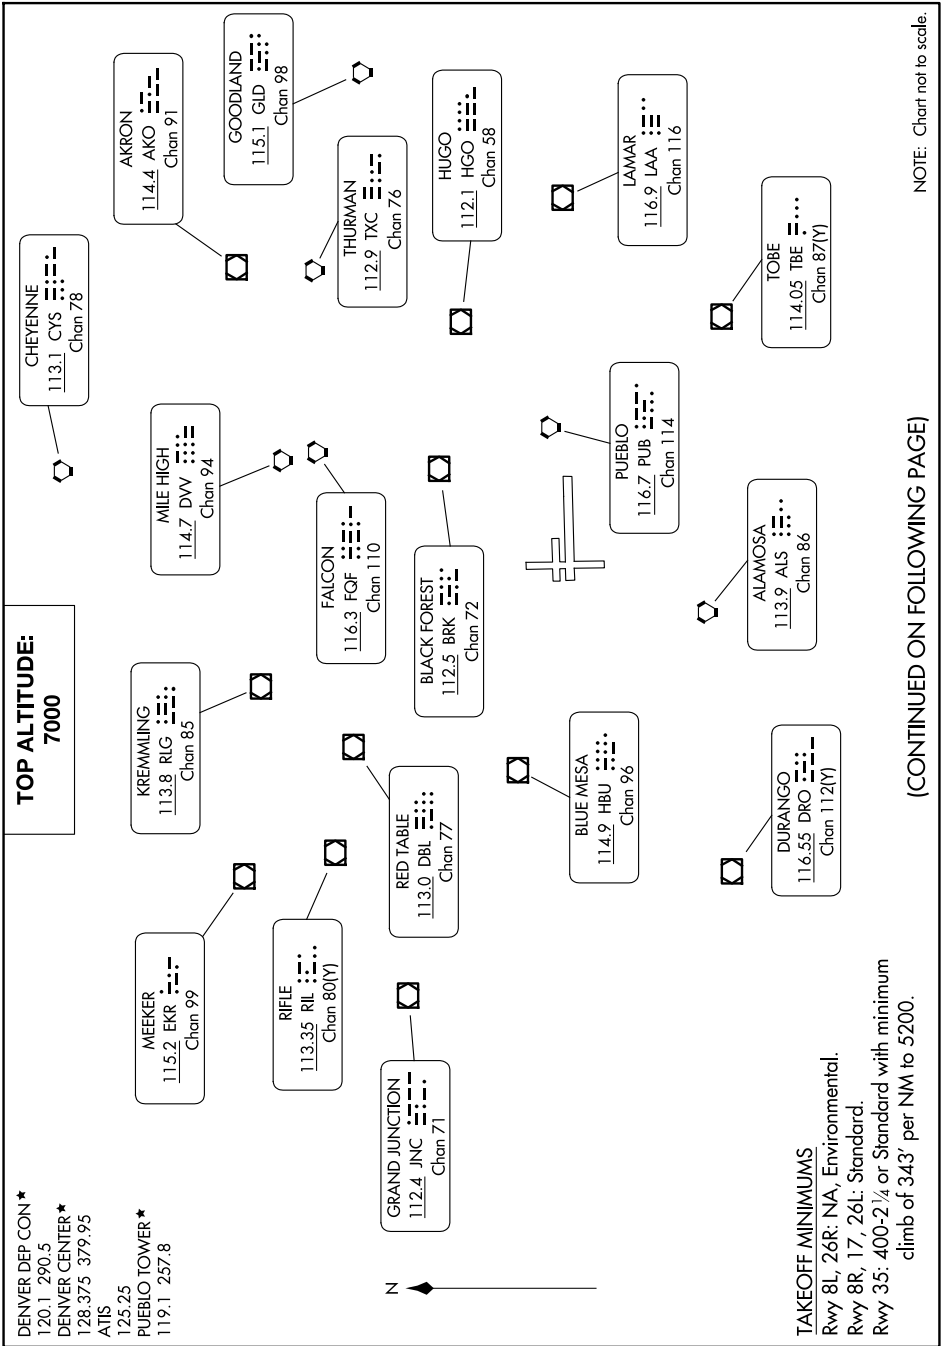 DENVER DEP CON★
120.1 290.5
DENVER CENTER★
128.375 379.95
ATIS
125.25
PUEBLO TOWER★
119.1 257.8
TOP ALTITUDE:
7000
CHEYENNE
113.1 CYS
Chan 78
AKRON
114.4 AKO
Chan 91
MEEKER
115.2 EKR
Chan 99
KREMMLING
113.8 RLG
Chan 85
MILE HIGH
114.7 DVV
Chan 94
GOODLAND
115.1 GLD
Chan 98
RIFLE
113.35 RIL
Chan 80(Y)
FALCON
116.3 FQF
Chan 110
THURMAN
112.9 TXC
Chan 76
GRAND JUNCTION
112.4 JNC
Chan 71
RED TABLE
113.0 DBL
Chan 77
BLACK FOREST
112.5 BRK
Chan 72
HUGO
112.1 HGO
Chan 58
N
BLUE MESA
114.9 HBU
Chan 96
PUEBLO
116.7 PUB
Chan 114
LAMAR
116.9 LAA
Chan 116
DURANGO
116.55 DRO
Chan 112(Y)
ALAMOSA
113.9 ALS
Chan 86
TOBE
114.05 TBE
Chan 87(Y)
TAKEOFF MINIMUMS
Rwy 8L, 26R: NA, Environmental.
Rwy 8R, 17, 26L: Standard.
Rwy 35: 400-2¼ or Standard with minimum
climb of 343' per NM to 5200.
(CONTINUED ON FOLLOWING PAGE)
NOTE: Chart not to scale.